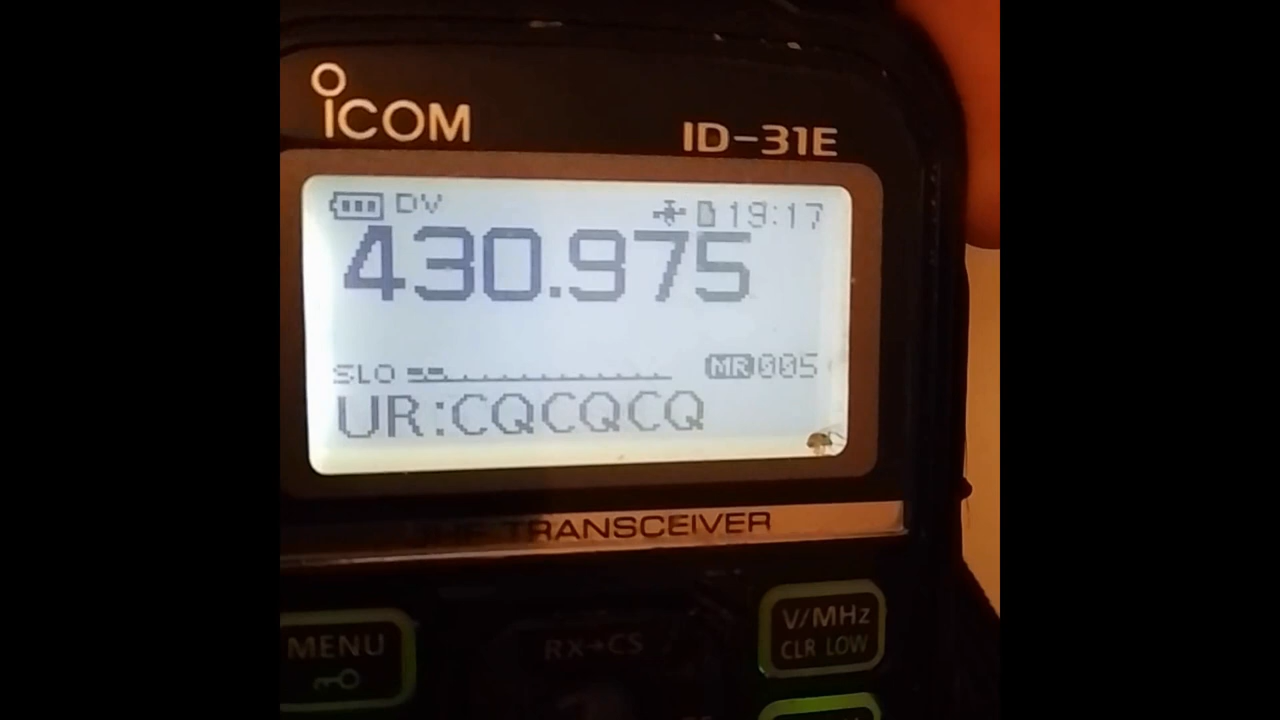 ICOM
ID-31E
DV 19:17
430.975
SLO MR 005
UR:CQCQCQ
UHF TRANSCEIVER
MENU
RX→CS
V/MHz
CLR LOW